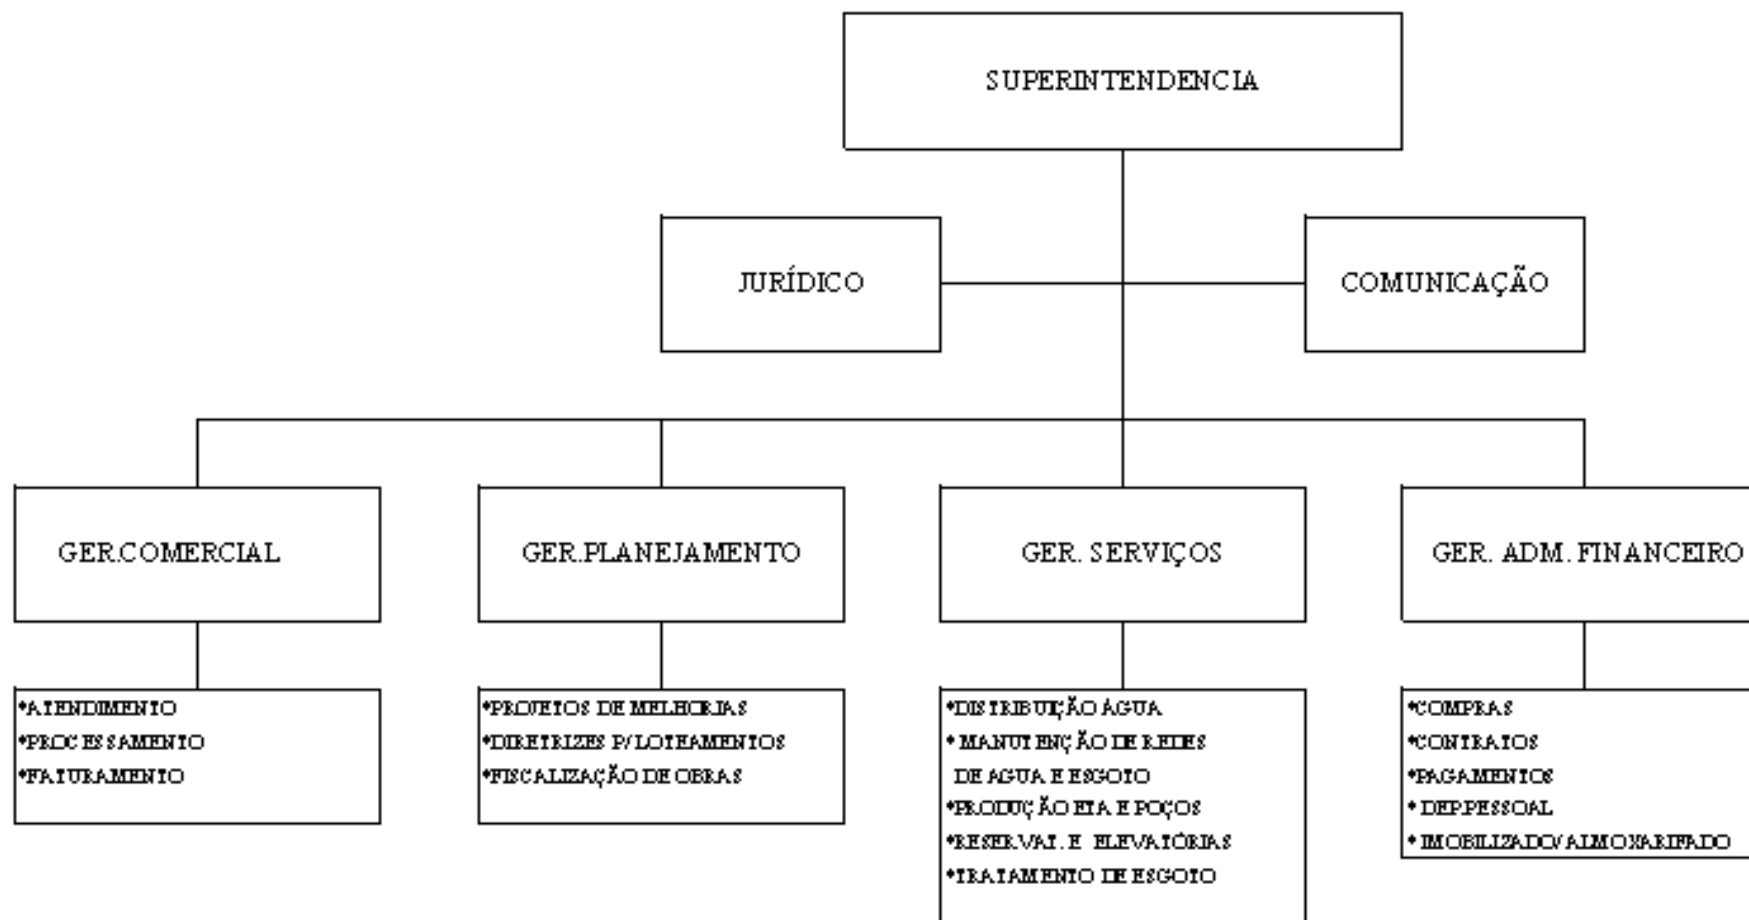 SUPERINTENDENCIA
JURÍDICO
COMUNICAÇÃO
GER.COMERCIAL
GER.PLANEJAMENTO
GER. SERVIÇOS
GER. ADM. FINANCEIRO
*ATENDIMENTO
*PROCESSAMENTO
*FATURAMENTO
*PROJETOS DE MELHORIAS
*DIRETRIZES P/LOTEAMENTOS
*FISCALIZAÇÃO DE OBRAS
*DISTRIBUIÇÃO ÁGUA
* MANUTENÇÃO DE REDES
DE AGUA E ESGOTO
*PRODUÇÃO ETA E POÇOS
*RESERVAT. E ELEVATÓRIAS
*TRATAMENTO DE ESGOTO
*COMPRAS
*CONTRATOS
*PAGAMENTOS
* DEP.PESSOAL
* IMOBILIZADO/ALMOXARIFADO